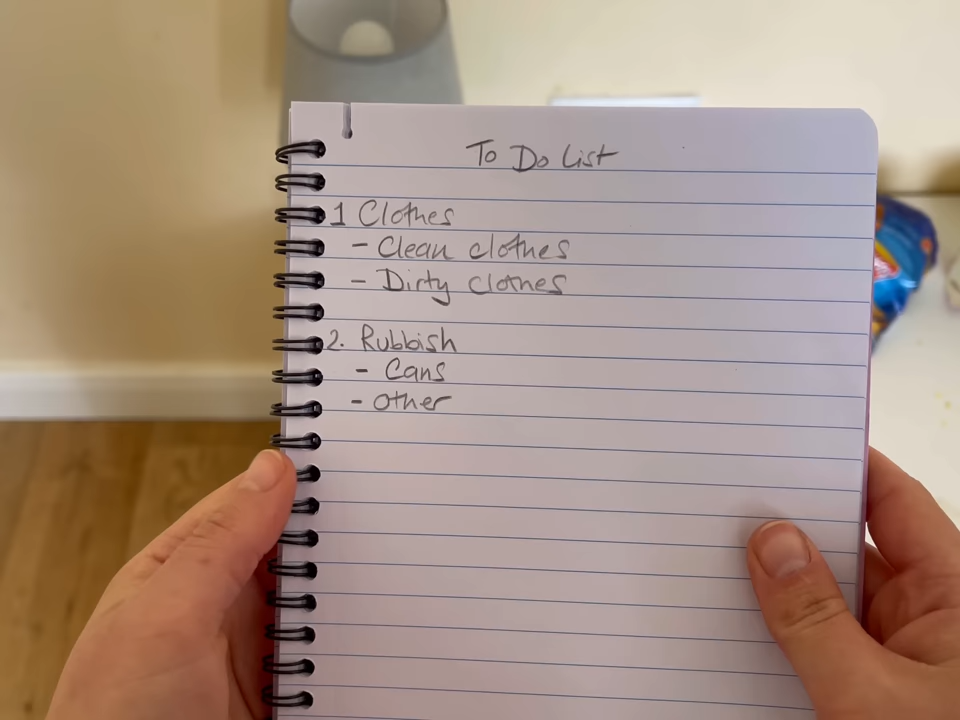 To Do List
1 Clothes
- Clean clothes
- Dirty clothes
2. Rubbish
- Cans
- Other